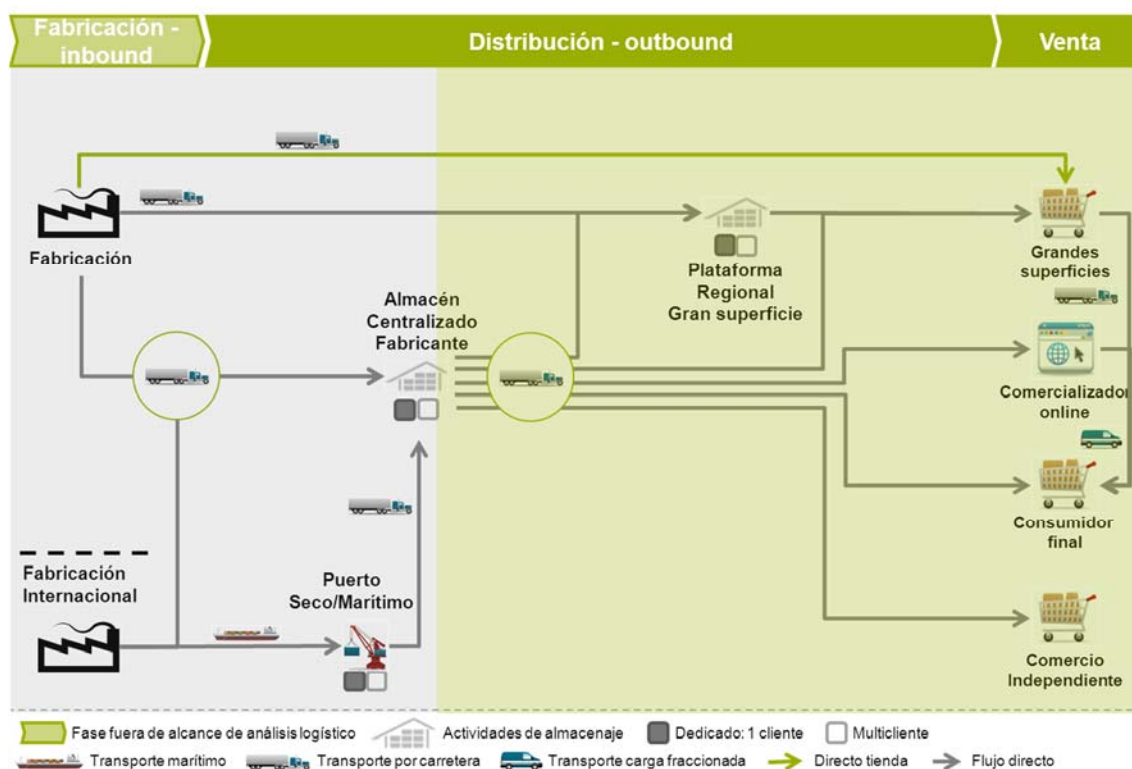 Fabricación -
inbound
Distribución - outbound
Venta
Fabricación
Almacén
Centralizado
Fabricante
Plataforma
Regional
Gran superficie
Grandes
superficies
Comercializador
online
Consumidor
final
Fabricación
Internacional
Puerto
Seco/Marítimo
Comercio
Independiente
Fase fuera de alcance de análisis logístico
Actividades de almacenaje
Dedicado: 1 cliente
Multicliente
Transporte marítimo
Transporte por carretera
Transporte carga fraccionada
Directo tienda
Flujo directo